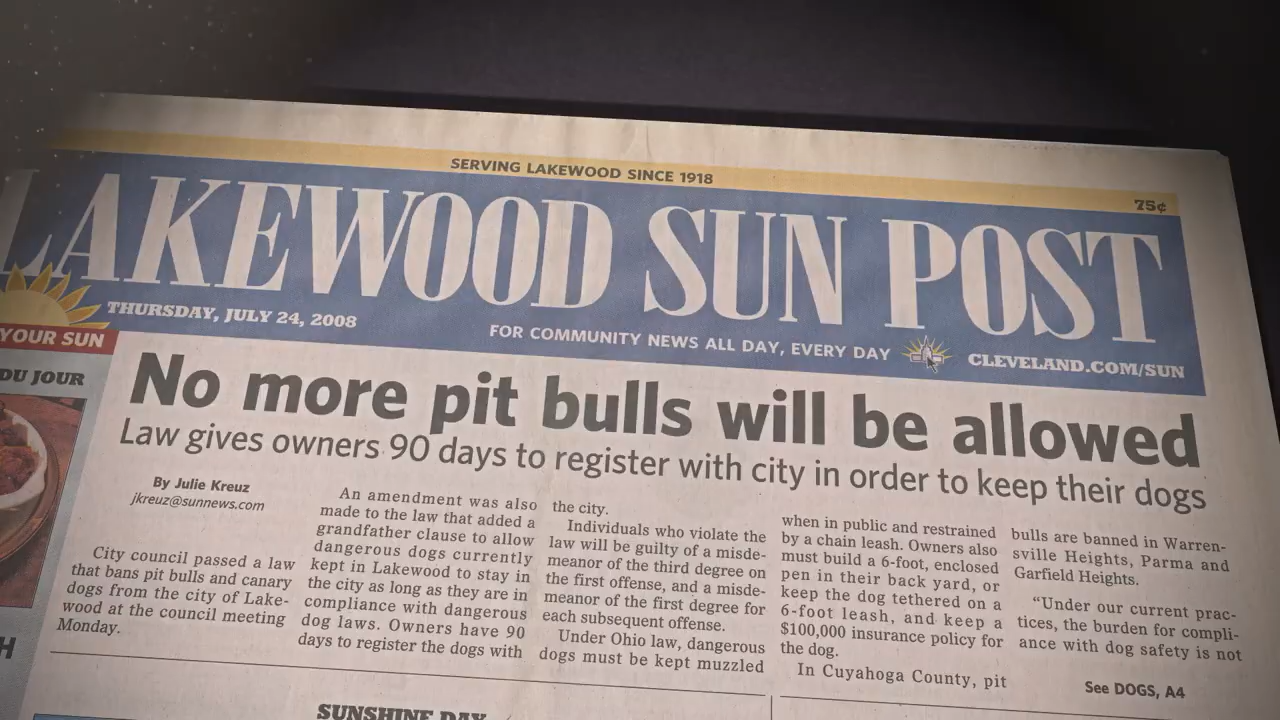 SERVING LAKEWOOD SINCE 1918
75¢
LAKEWOOD SUN POST
THURSDAY, JULY 24, 2008
FOR COMMUNITY NEWS ALL DAY, EVERY DAY
CLEVELAND.COM/SUN
YOUR SUN
DU JOUR
No more pit bulls will be allowed
Law gives owners 90 days to register with city in order to keep their dogs
By Julie Kreuz
jkreuz@sunnews.com
City council passed a law
that bans pit bulls and canary
dogs from the city of Lake-
wood at the council meeting
Monday.
An amendment was also
made to the law that added a
grandfather clause to allow
dangerous dogs currently
kept in Lakewood to stay in
the city as long as they are in
compliance with dangerous
dog laws. Owners have 90
days to register the dogs with
the city.
Individuals who violate the
law will be guilty of a misde-
meanor of the third degree on
the first offense, and a misde-
meanor of the first degree for
each subsequent offense.
Under Ohio law, dangerous
dogs must be kept muzzled
when in public and restrained
by a chain leash. Owners also
must build a 6-foot, enclosed
pen in their back yard, or
keep the dog tethered on a
6-foot leash, and keep a
$100,000 insurance policy for
the dog.
In Cuyahoga County, pit
bulls are banned in Warren-
sville Heights, Parma and
Garfield Heights.
“Under our current prac-
tices, the burden for compli-
ance with dog safety is not
See DOGS, A4
H
SUNSHINE DAY